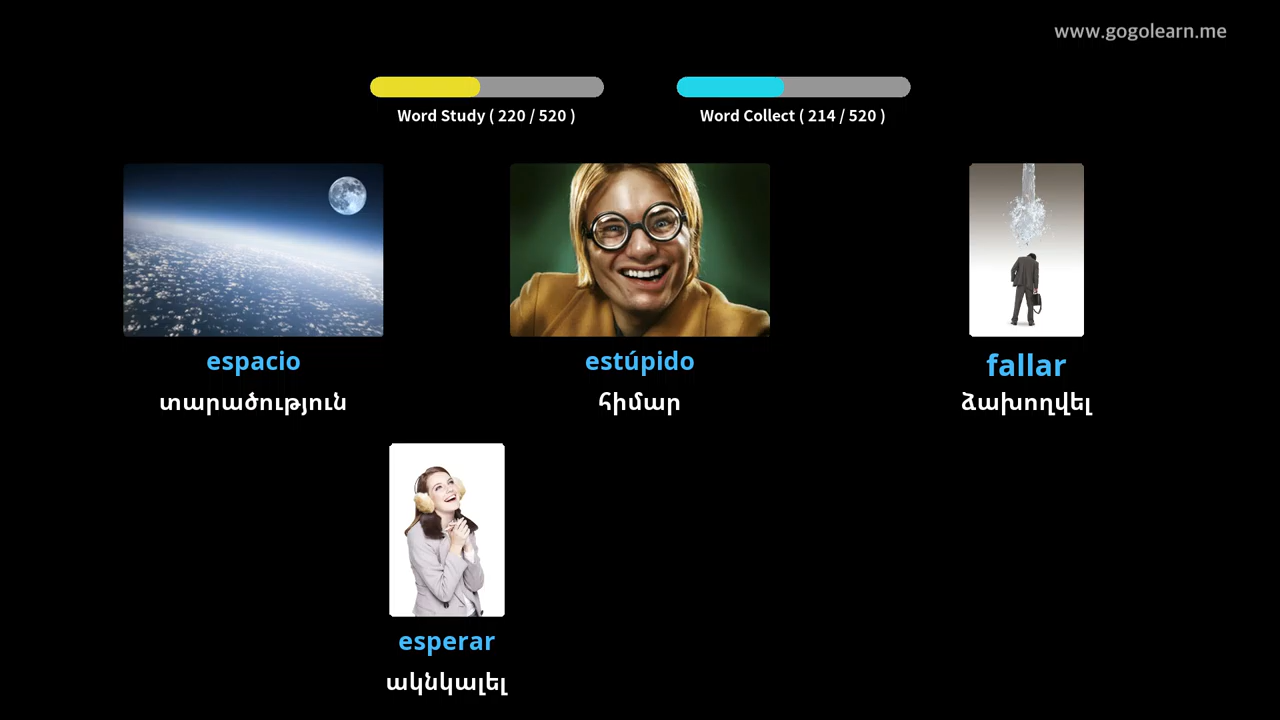 www.gogolearn.me
Word Study ( 220 / 520 )
Word Collect ( 214 / 520 )
espacio
տարածություն
estúpido
հիմար
fallar
ձախողվել
esperar
ակնկալել